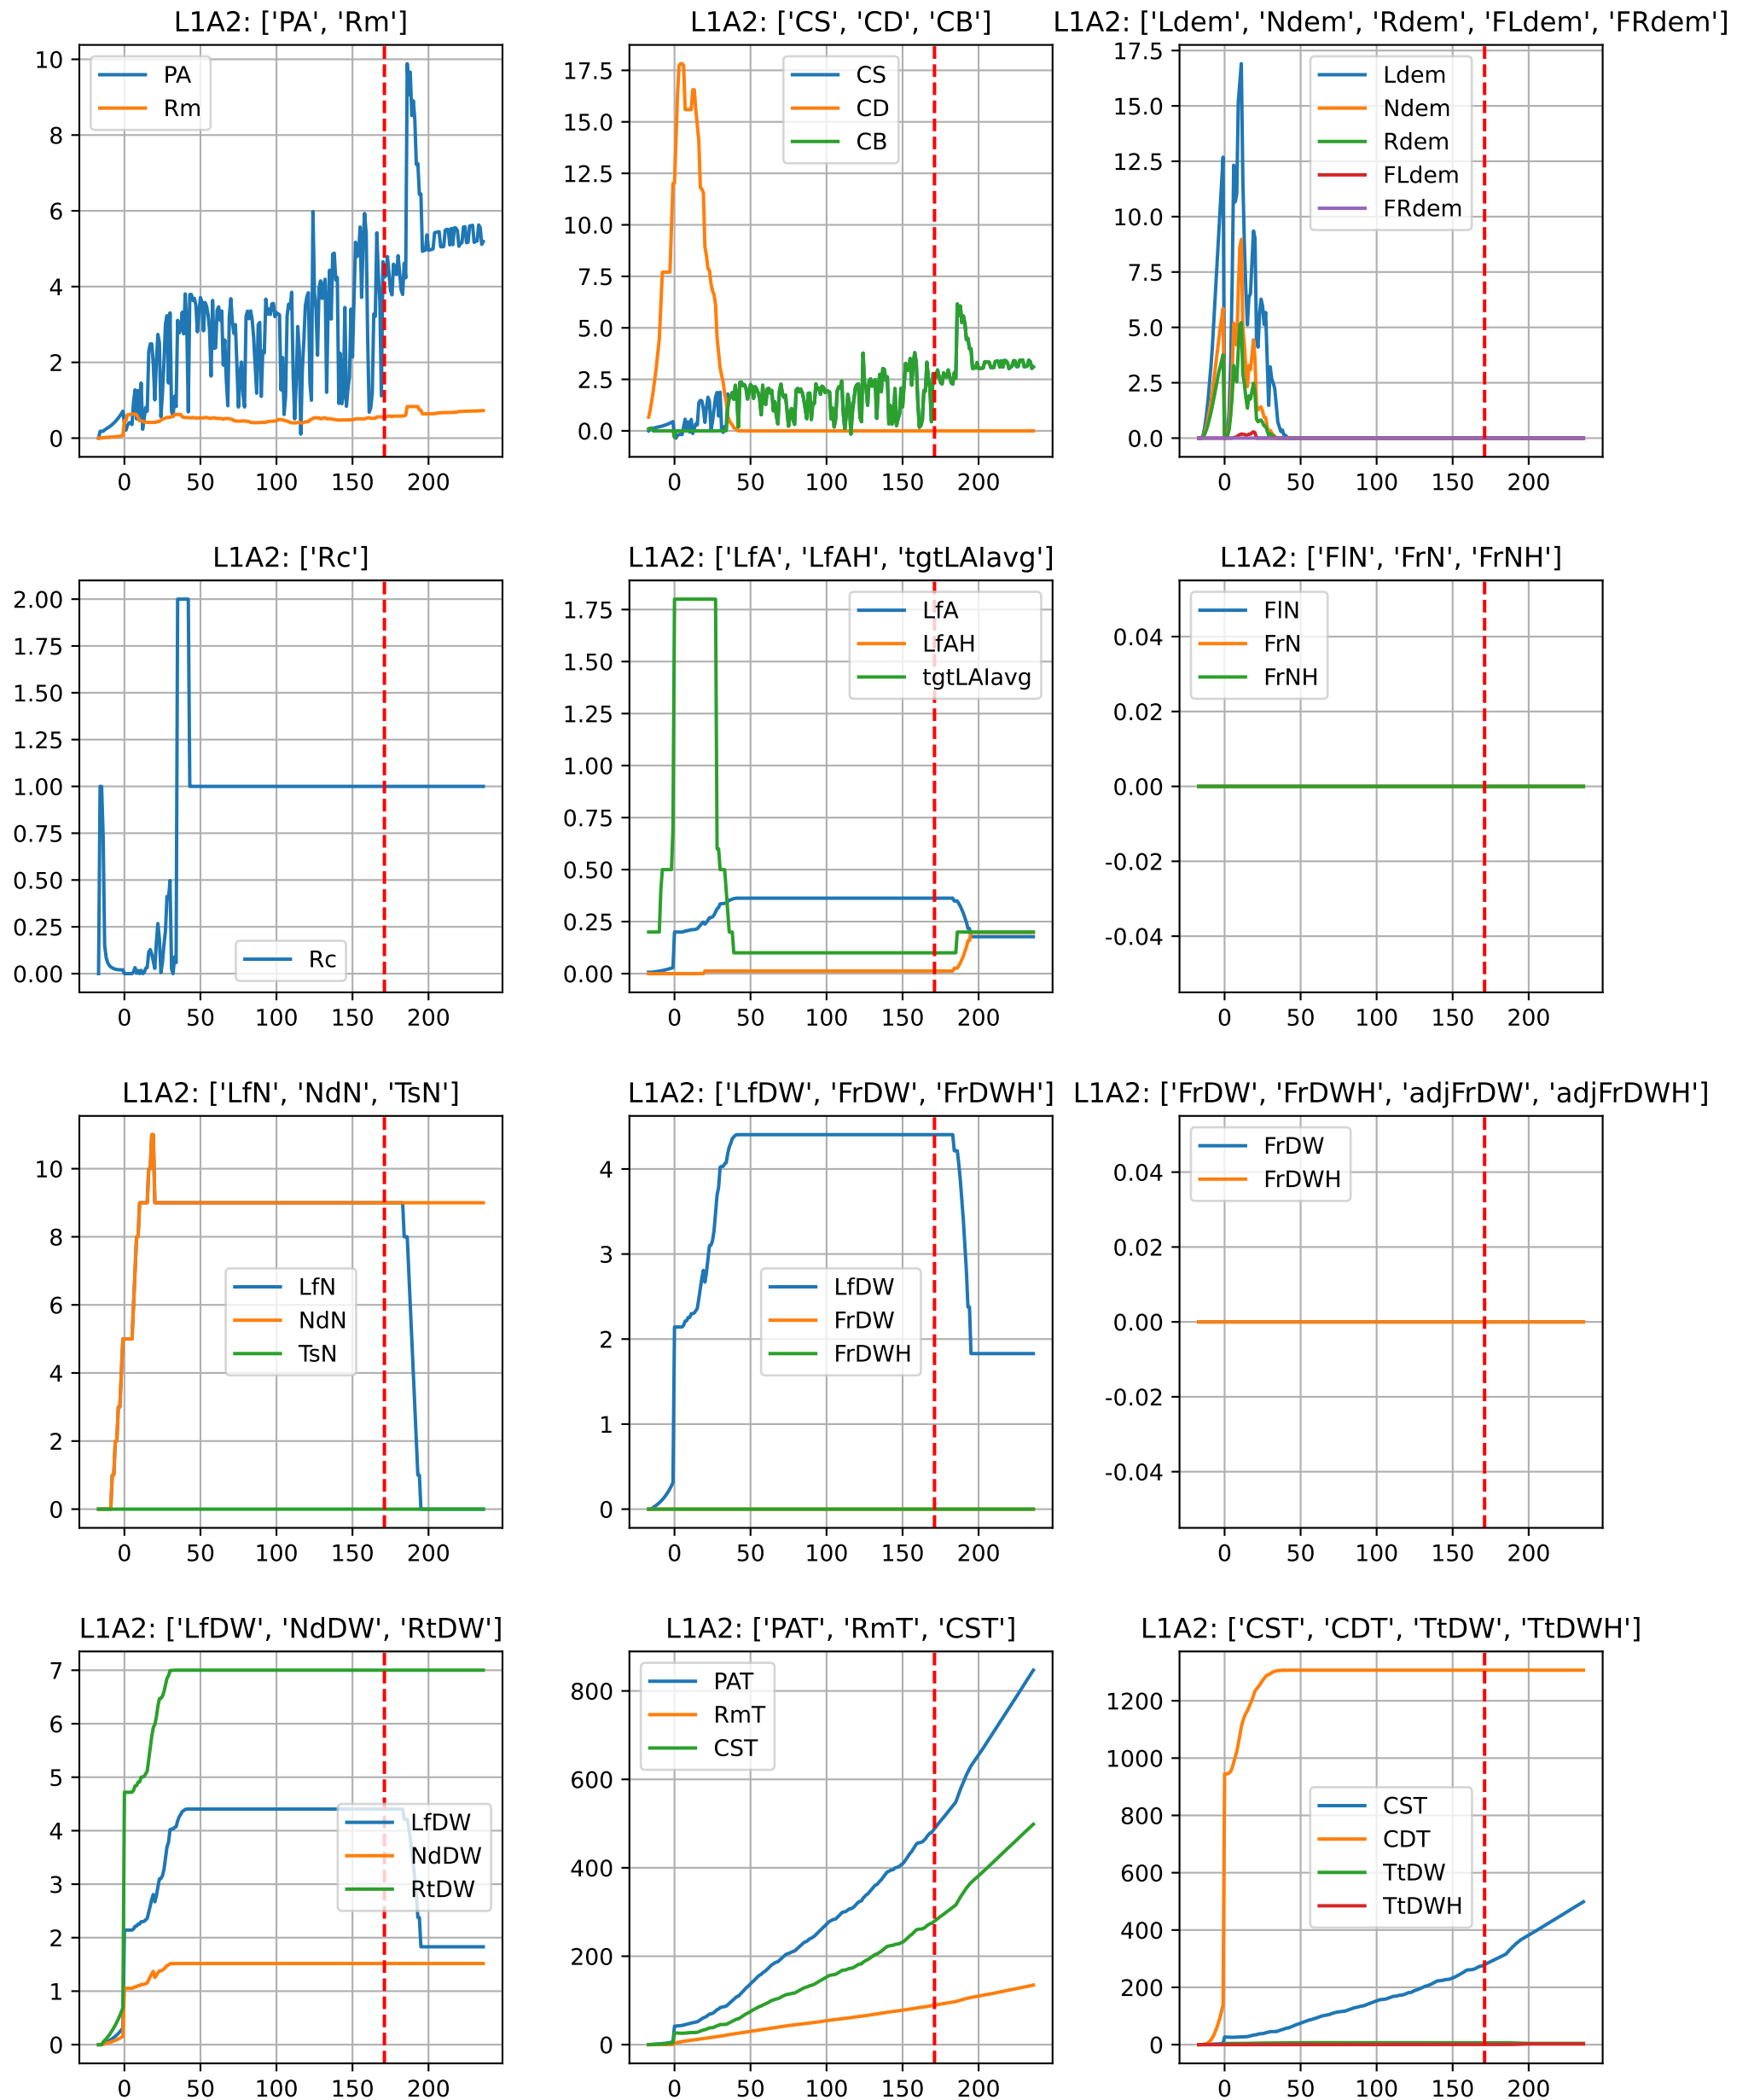 L1A2: ['PA', 'Rm']
10
8
6
4
2
0
PA
Rm
0 50 100 150 200
L1A2: ['CS', 'CD', 'CB']
17.5
15.0
12.5
10.0
7.5
5.0
2.5
0.0
CS
CD
CB
0 50 100 150 200
L1A2: ['Ldem', 'Ndem', 'Rdem', 'FLdem', 'FRdem']
17.5
15.0
12.5
10.0
7.5
5.0
2.5
0.0
Ldem
Ndem
Rdem
FLdem
FRdem
0 50 100 150 200
L1A2: ['Rc']
2.00
1.75
1.50
1.25
1.00
0.75
0.50
0.25
0.00
Rc
0 50 100 150 200
L1A2: ['LfA', 'LfAH', 'tgtLAIavg']
1.75
1.50
1.25
1.00
0.75
0.50
0.25
0.00
LfA
LfAH
tgtLAIavg
0 50 100 150 200
L1A2: ['FlN', 'FrN', 'FrNH']
0.04
0.02
0.00
-0.02
-0.04
FlN
FrN
FrNH
0 50 100 150 200
L1A2: ['LfN', 'NdN', 'TsN']
10
8
6
4
2
0
LfN
NdN
TsN
0 50 100 150 200
L1A2: ['LfDW', 'FrDW', 'FrDWH']
4
3
2
1
0
LfDW
FrDW
FrDWH
0 50 100 150 200
L1A2: ['FrDW', 'FrDWH', 'adjFrDW', 'adjFrDWH']
0.04
0.02
0.00
-0.02
-0.04
FrDW
FrDWH
0 50 100 150 200
L1A2: ['LfDW', 'NdDW', 'RtDW']
7
6
5
4
3
2
1
0
LfDW
NdDW
RtDW
0 50 100 150 200
L1A2: ['PAT', 'RmT', 'CST']
800
600
400
200
0
PAT
RmT
CST
0 50 100 150 200
L1A2: ['CST', 'CDT', 'TtDW', 'TtDWH']
1200
1000
800
600
400
200
0
CST
CDT
TtDW
TtDWH
0 50 100 150 200